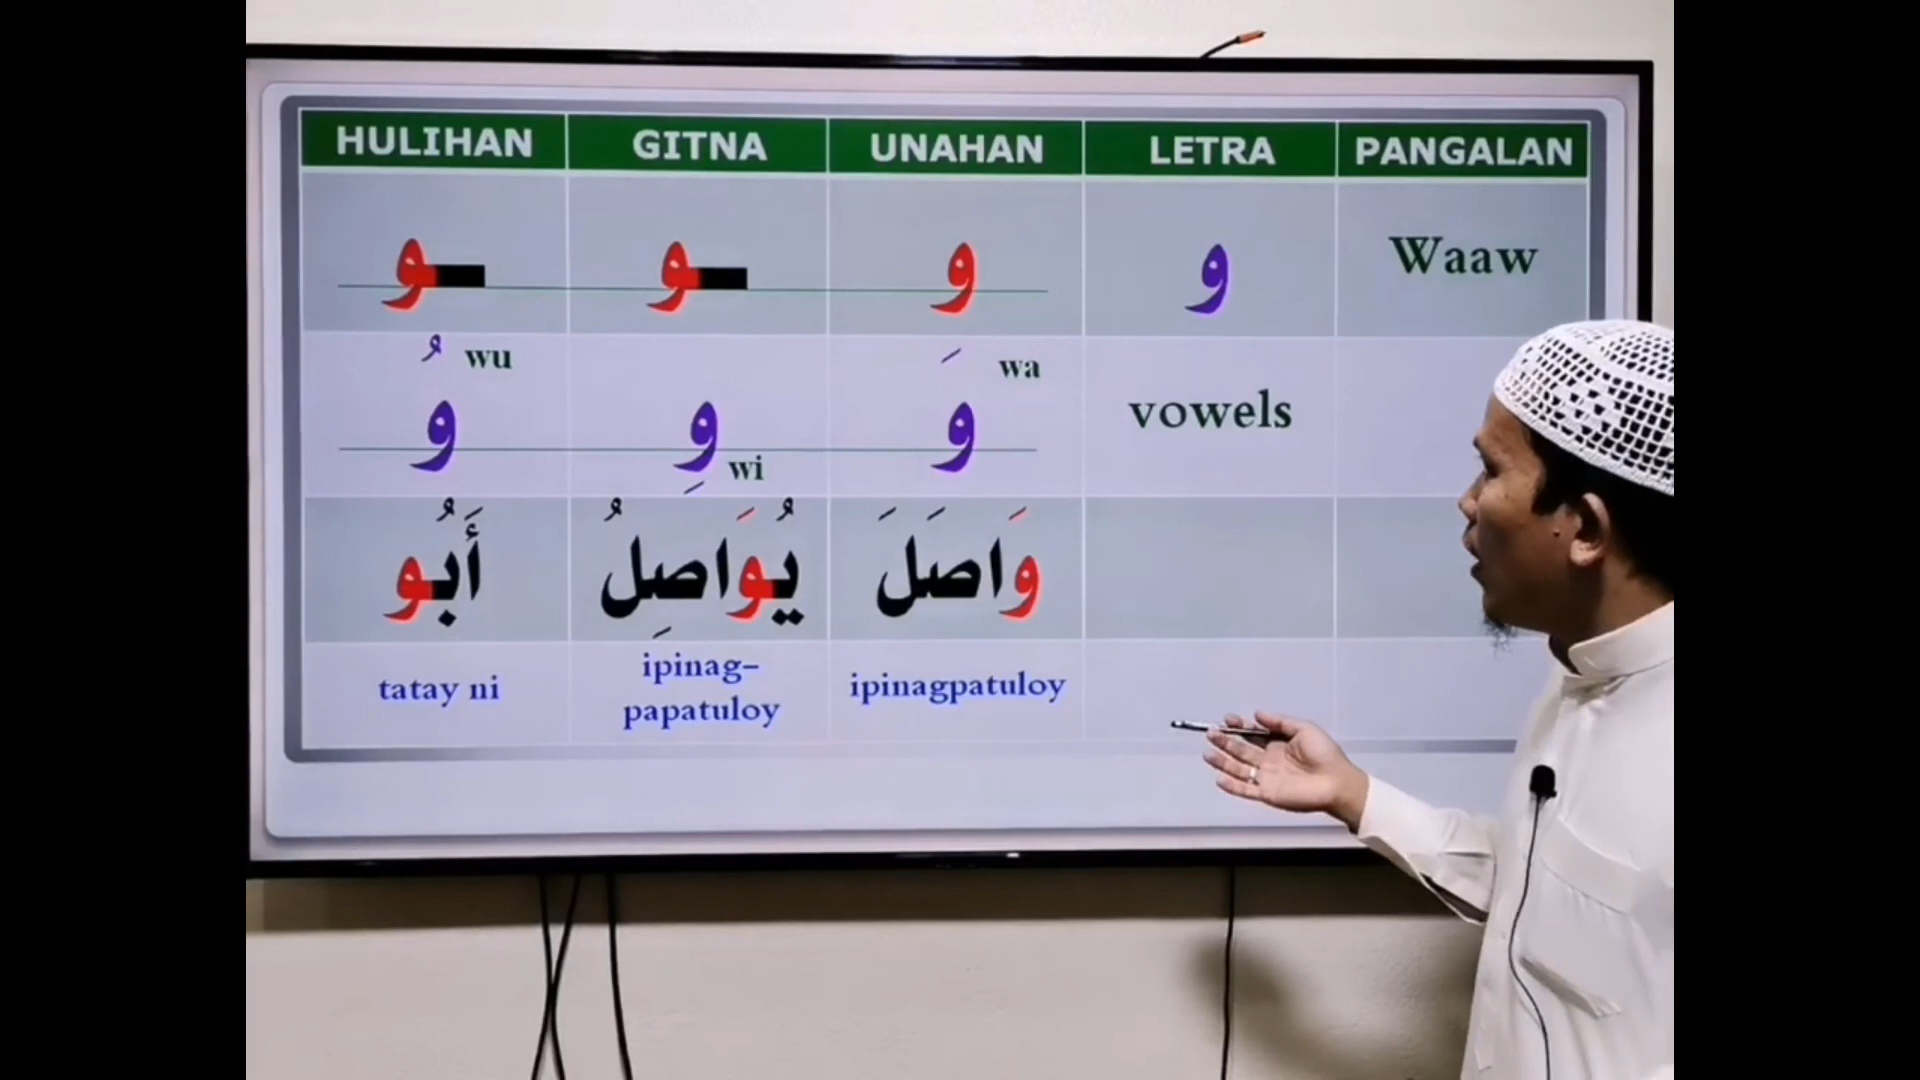 HULIHAN GITNA UNAHAN LETRA PANGALAN
ـو ـو و و Waaw
وُ wu وِ wi وَ wa vowels
أَبُو يُوَاصِلُ وَاصَلَ
tatay ni ipinag- ipinagpatuloy
papatuloy